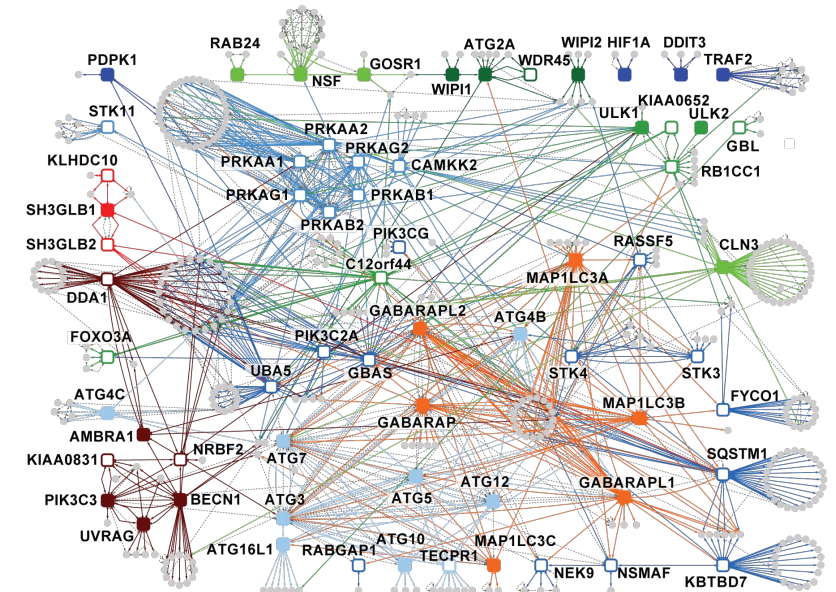 RAB24
NSF
GOSR1
ATG2A
WIPI1
WDR45
WIPI2
HIF1A
DDIT3
TRAF2
PDPK1
STK11
KIAA0652
ULK1
ULK2
GBL
RB1CC1
PRKAA2
PRKAG2
PRKAA1
CAMKK2
KLHDC10
PRKAG1
PRKAB1
SH3GLB1
PRKAB2
PIK3CG
SH3GLB2
RASSF5
CLN3
C12orf44
MAP1LC3A
DDA1
GABARAPL2
ATG4B
FOXO3A
PIK3C2A
UBA5
GBAS
STK4
STK3
ATG4C
FYCO1
MAP1LC3B
GABARAP
AMBRA1
NRBF2
KIAA0831
ATG7
SQSTM1
PIK3C3
BECN1
ATG3
ATG5
ATG12
GABARAPL1
UVRAG
ATG16L1
RABGAP1
ATG10
TECPR1
MAP1LC3C
NEK9
NSMAF
KBTBD7